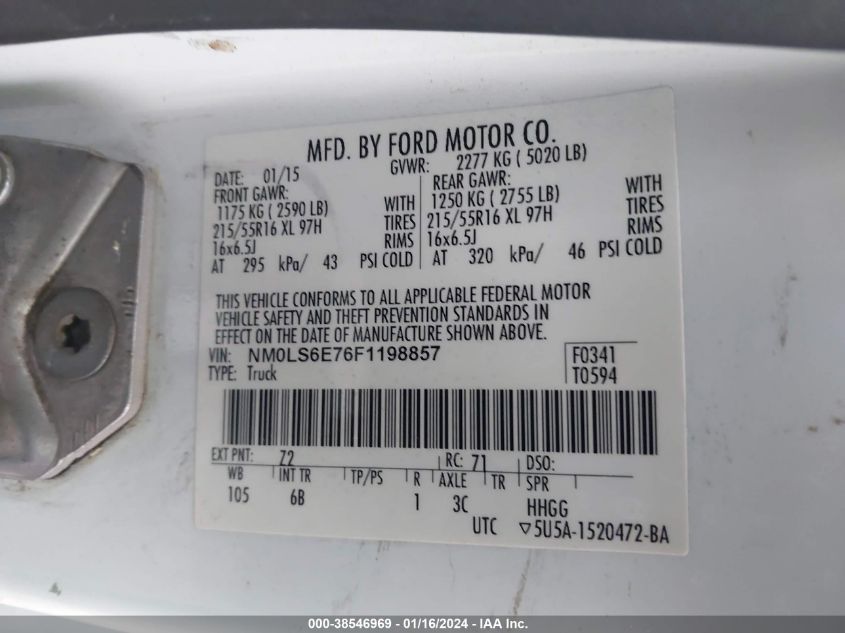 MFD. BY FORD MOTOR CO.
DATE: 01/15 GVWR: 2277 KG ( 5020 LB)
FRONT GAWR: REAR GAWR:
1175 KG ( 2590 LB) WITH 1250 KG ( 2755 LB) WITH
215/55R16 XL 97H TIRES 215/55R16 XL 97H TIRES
16x6.5J RIMS 16x6.5J RIMS
AT 295 kPa/ 43 PSI COLD AT 320 kPa/ 46 PSI COLD
THIS VEHICLE CONFORMS TO ALL APPLICABLE FEDERAL MOTOR
VEHICLE SAFETY AND THEFT PREVENTION STANDARDS IN
EFFECT ON THE DATE OF MANUFACTURE SHOWN ABOVE.
VIN: NM0LS6E76F1198857 F0341
TYPE: Truck T0594
EXT PNT: 72 RC: 71 DSO:
WB INT TR TP/PS R AXLE TR SPR
105 6B 1 3C HHGG
UTC ▽5U5A-1520472-BA
000-38546969 - 01/16/2024 - IAA Inc.